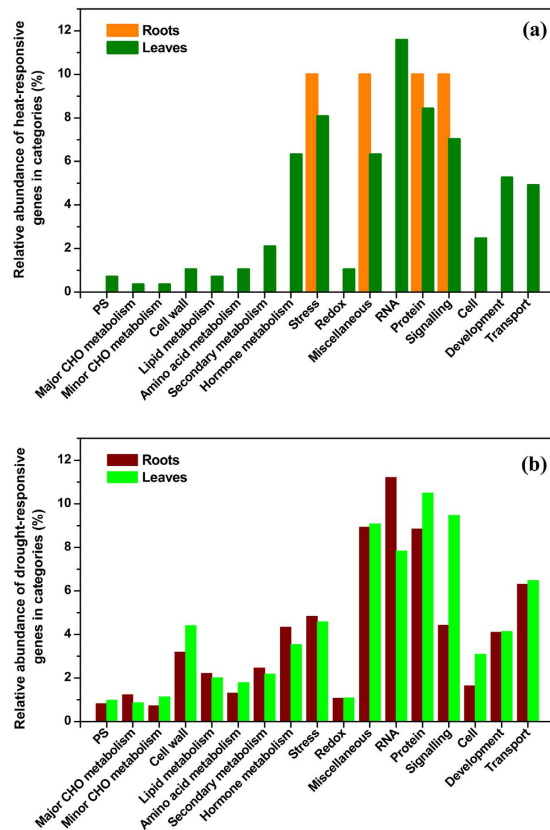 (a)
Roots
Leaves
Relative abundance of heat-responsive
genes in categories (%)
12
10
8
6
4
2
0
PS
Major CHO metabolism
Minor CHO metabolism
Cell wall
Lipid metabolism
Amino acid metabolism
Secondary metabolism
Hormone metabolism
Stress
Redox
Miscellaneous
RNA
Protein
Signalling
Cell
Development
Transport
(b)
Roots
Leaves
Relative abundance of drought-responsive
genes in categories (%)
12
10
8
6
4
2
0
PS
Major CHO metabolism
Minor CHO metabolism
Cell wall
Lipid metabolism
Amino acid metabolism
Secondary metabolism
Hormone metabolism
Stress
Redox
Miscellaneous
RNA
Protein
Signalling
Cell
Development
Transport